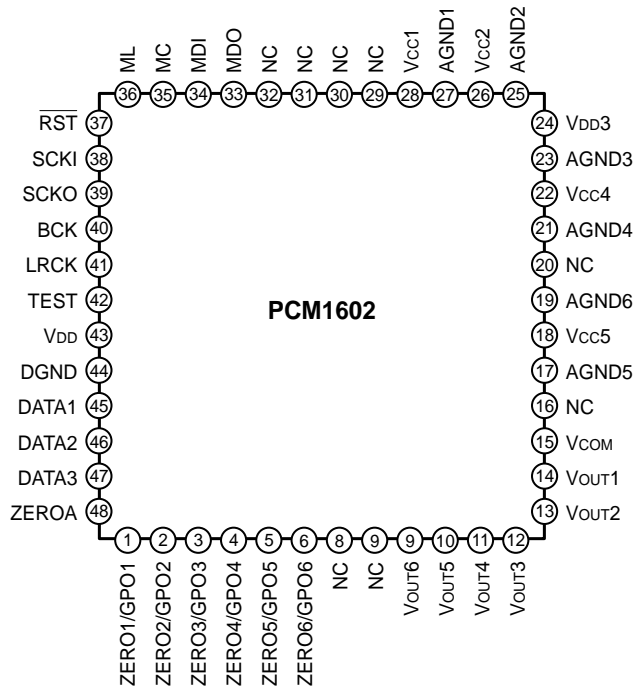 ML
MC
MDI
MDO
NC
NC
NC
NC
VCC1
AGND1
VCC2
AGND2
36
35
34
33
32
31
30
29
28
27
26
25
RST 37
SCKI 38
SCKO 39
BCK 40
LRCK 41
TEST 42
VDD 43
DGND 44
DATA1 45
DATA2 46
DATA3 47
ZEROA 48
PCM1602
24 VDD3
23 AGND3
22 VCC4
21 AGND4
20 NC
19 AGND6
18 VCC5
17 AGND5
16 NC
15 VCOM
14 VOUT1
13 VOUT2
1
2
3
4
5
6
8
9
9
10
11
12
ZERO1/GPO1
ZERO2/GPO2
ZERO3/GPO3
ZERO4/GPO4
ZERO5/GPO5
ZERO6/GPO6
NC
NC
VOUT6
VOUT5
VOUT4
VOUT3